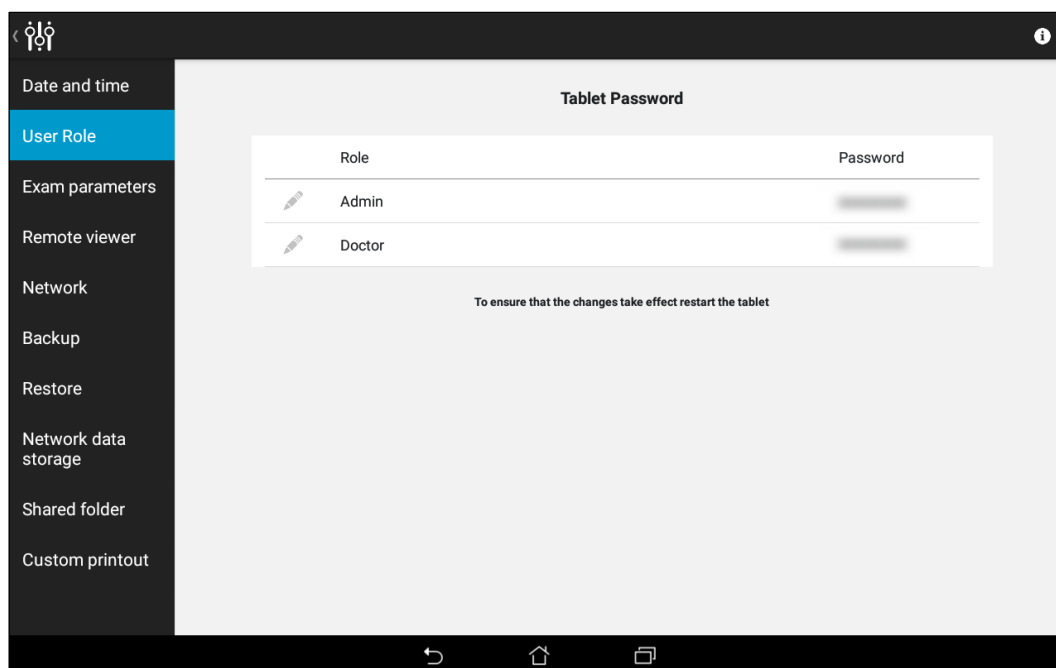 Date and time
User Role
Exam parameters
Remote viewer
Network
Backup
Restore
Network data
storage
Shared folder
Custom printout
Tablet Password
Role Password
Admin
Doctor
To ensure that the changes take effect restart the tablet